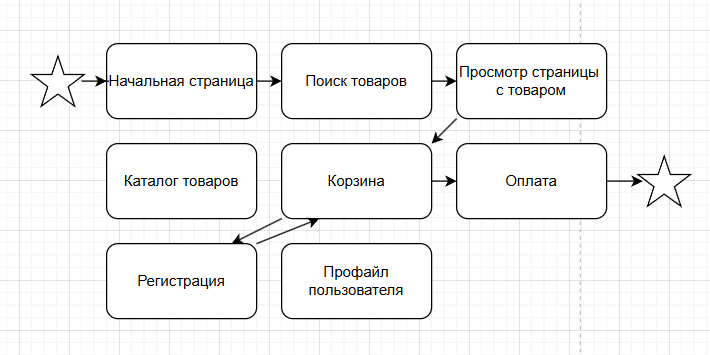 Начальная страница
Поиск товаров
Просмотр страницы
с товаром
Каталог товаров
Корзина
Оплата
Регистрация
Профайл
пользователя